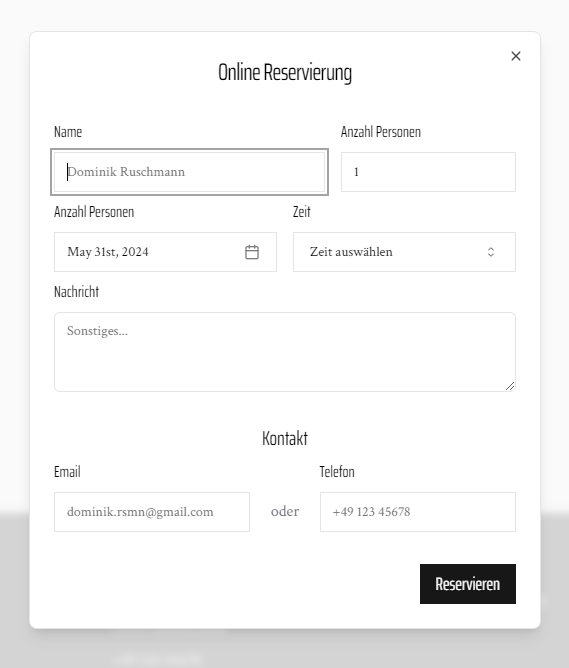 Online Reservierung
Name
Anzahl Personen
Dominik Ruschmann
1
Anzahl Personen
Zeit
May 31st, 2024
Zeit auswählen
Nachricht
Sonstiges...
Kontakt
Email
Telefon
dominik.rsmn@gmail.com
oder
+49 123 45678
Reservieren